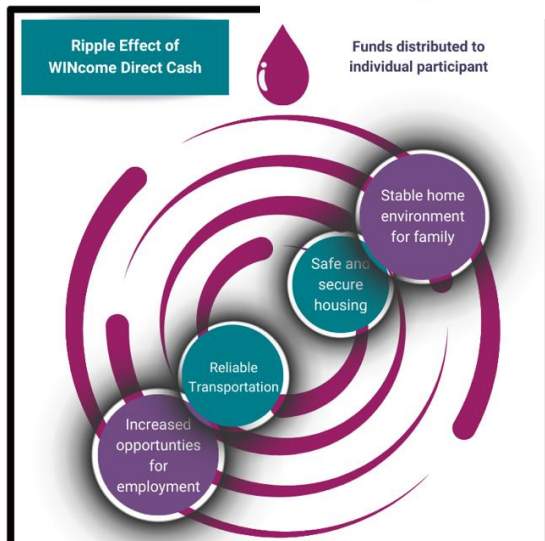 Ripple Effect of
WINcome Direct Cash
Funds distributed to
individual participant
Stable home
environment
for family
Safe and
secure
housing
Reliable
Transportation
Increased
opportunties
for
employment